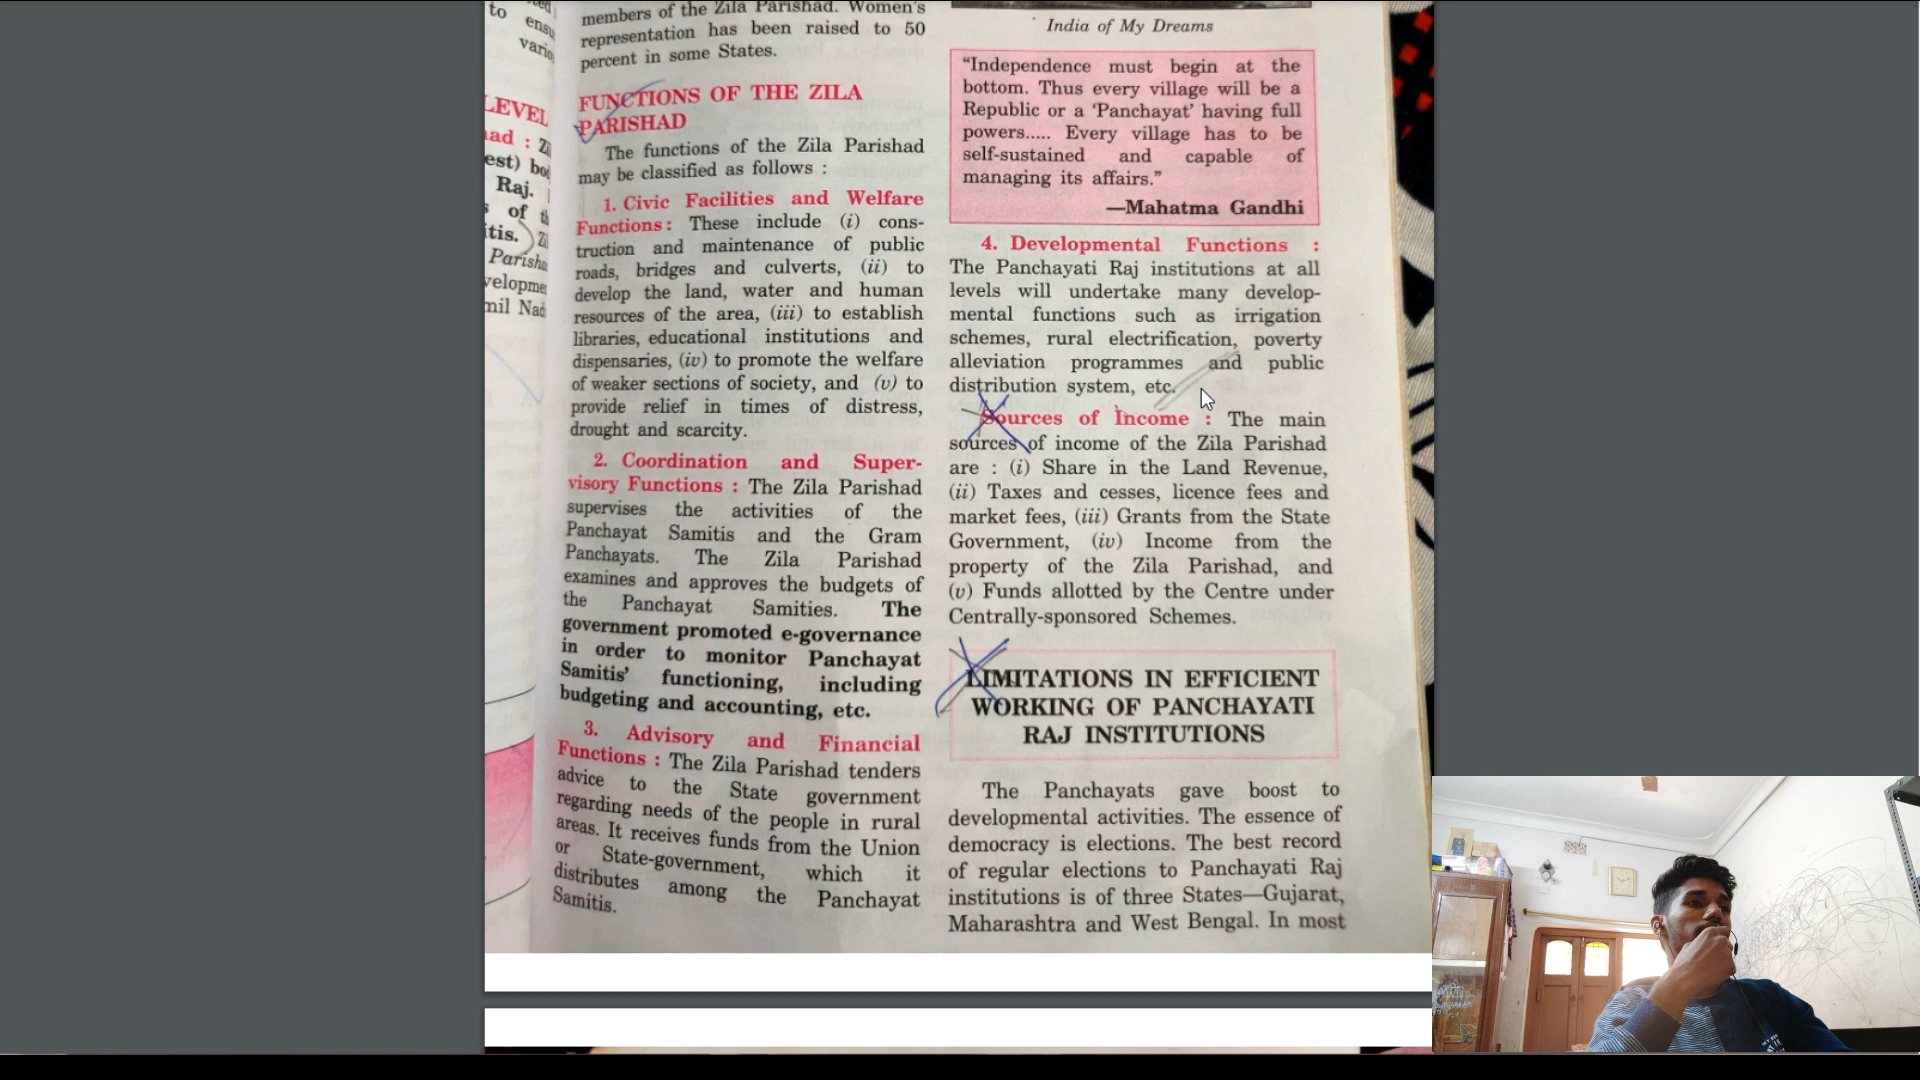 to ensu
vario
LEVEL
ad : Zi
est) bod
Raj.
of th
itis. Zi
Parisha
velopme
mil Nad
members of the Zila Parishad. Women's
representation has been raised to 50
percent in some States.
FUNCTIONS OF THE ZILA
PARISHAD
The functions of the Zila Parishad
may be classified as follows :
1. Civic Facilities and Welfare
Functions: These include (i) cons-
truction and maintenance of public
roads, bridges and culverts, (ii) to
develop the land, water and human
resources of the area, (iii) to establish
libraries, educational institutions and
dispensaries, (iv) to promote the welfare
of weaker sections of society, and (v) to
provide relief in times of distress,
drought and scarcity.
2. Coordination and Super-
visory Functions : The Zila Parishad
supervises the activities of the
Panchayat Samitis and the Gram
Panchayats. The Zila Parishad
examines and approves the budgets of
the Panchayat Samities. The
government promoted e-governance
in order to monitor Panchayat
Samitis' functioning, including
budgeting and accounting, etc.
3. Advisory and Financial
Functions : The Zila Parishad tenders
advice to the State government
regarding needs of the people in rural
areas. It receives funds from the Union
or State-government, which it
distributes among the Panchayat
Samitis.
India of My Dreams
“Independence must begin at the
bottom. Thus every village will be a
Republic or a ‘Panchayat’ having full
powers..... Every village has to be
self-sustained and capable of
managing its affairs.”
—Mahatma Gandhi
4. Developmental Functions :
The Panchayati Raj institutions at all
levels will undertake many develop-
mental functions such as irrigation
schemes, rural electrification, poverty
alleviation programmes and public
distribution system, etc.
Sources of Income : The main
sources of income of the Zila Parishad
are : (i) Share in the Land Revenue,
(ii) Taxes and cesses, licence fees and
market fees, (iii) Grants from the State
Government, (iv) Income from the
property of the Zila Parishad, and
(v) Funds allotted by the Centre under
Centrally-sponsored Schemes.
LIMITATIONS IN EFFICIENT
WORKING OF PANCHAYATI
RAJ INSTITUTIONS
The Panchayats gave boost to
developmental activities. The essence of
democracy is elections. The best record
of regular elections to Panchayati Raj
institutions is of three States—Gujarat,
Maharashtra and West Bengal. In most